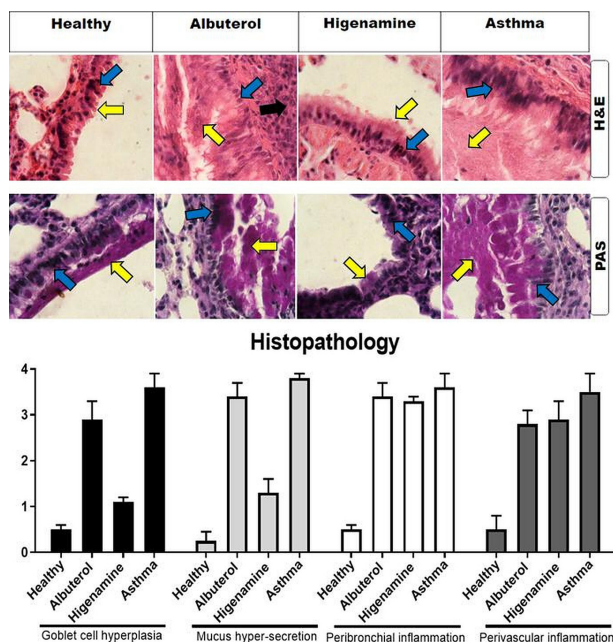 Healthy Albuterol Higenamine Asthma
H&E
PAS
Histopathology
4
3
2
1
0
Healthy Albuterol Higenamine Asthma Healthy Albuterol Higenamine Asthma Healthy Albuterol Higenamine Asthma Healthy Albuterol Higenamine Asthma
Goblet cell hyperplasia Mucus hyper-secretion Peribronchial inflammation Perivascular inflammation